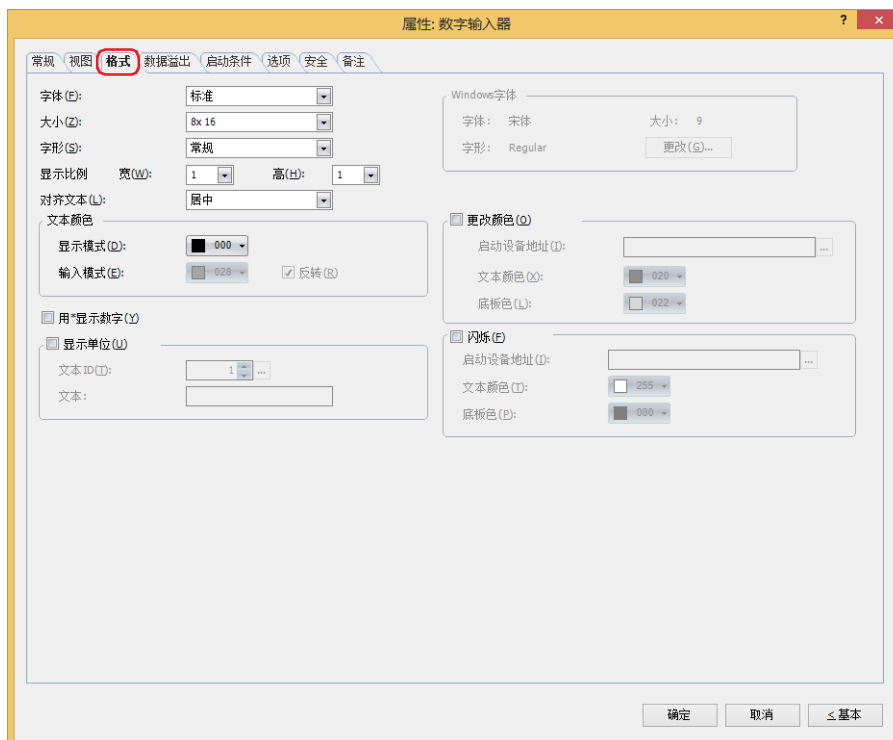 属性: 数字输入器
? ×
常规 视图 格式 数据溢出 启动条件 选项 安全 备注
字体(F): 标准
大小(Z): 8x 16
字形(S): 常规
显示比例 宽(W): 1 高(H): 1
对齐文本(L): 居中
文本颜色
显示模式(D): 000
输入模式(E): 028 反转(R)
用*显示数字(Y)
显示单位(U)
文本ID(T): 1 ...
文本:
Windows字体
字体: 宋体 大小: 9
字形: Regular 更改(G)...
更改颜色(O)
启动设备地址(I): ...
文本颜色(X): 020
底板色(L): 022
闪烁(F)
启动设备地址(I): ...
文本颜色(T): 255
底板色(P): 080
确定 取消 <基本